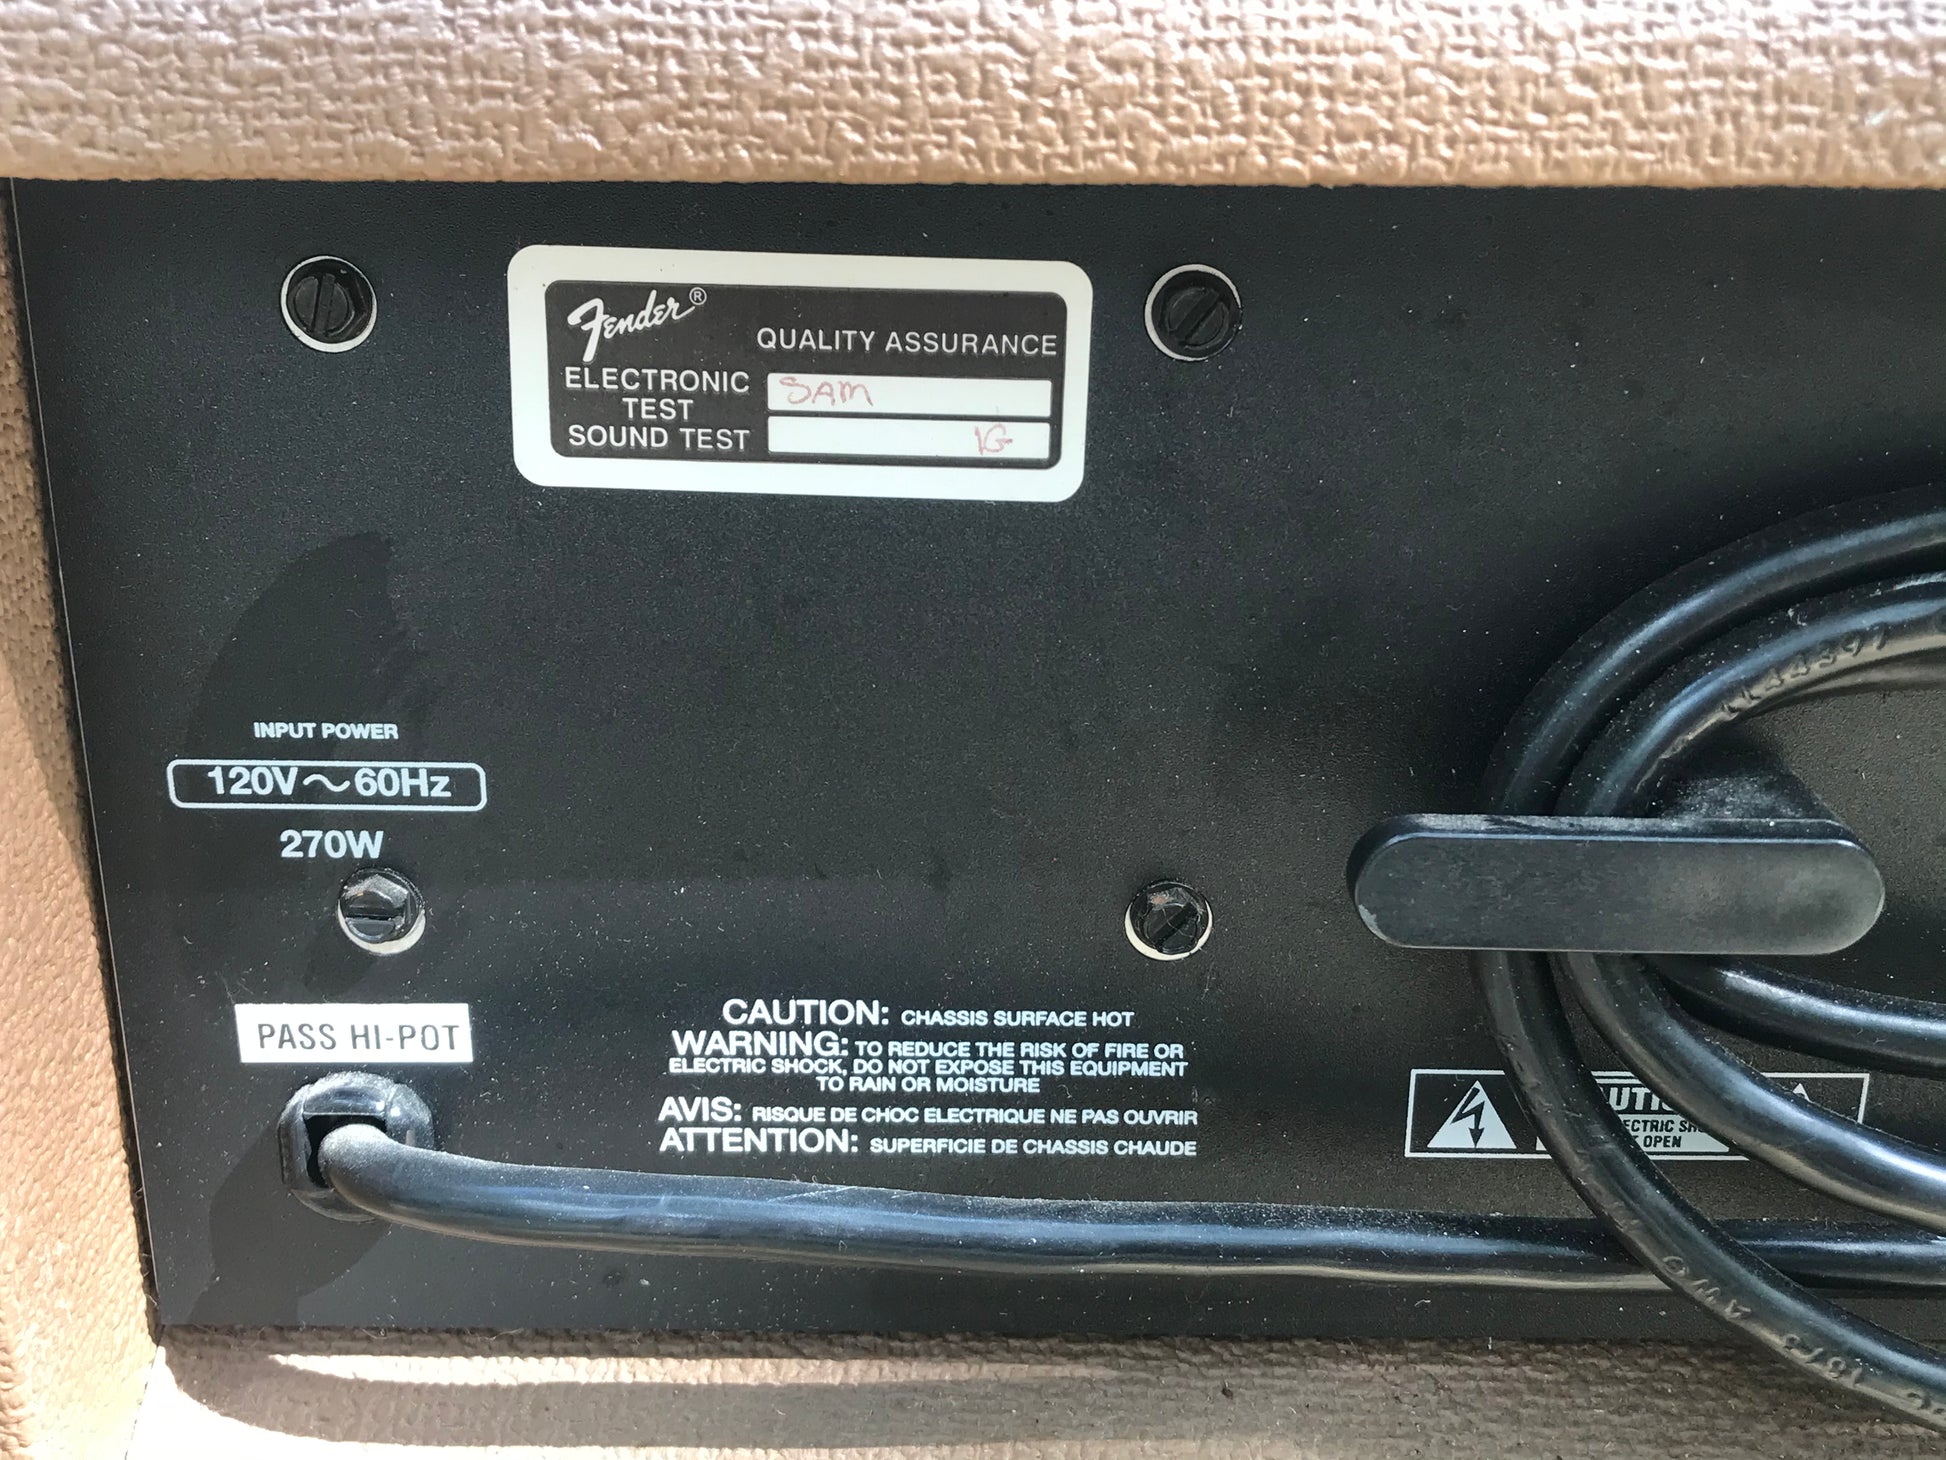 Fender®
QUALITY ASSURANCE
ELECTRONIC TEST SAM
SOUND TEST IG
INPUT POWER
120V~60Hz
270W
PASS HI-POT
CAUTION: CHASSIS SURFACE HOT
WARNING: TO REDUCE THE RISK OF FIRE OR
ELECTRIC SHOCK, DO NOT EXPOSE THIS EQUIPMENT
TO RAIN OR MOISTURE
AVIS: RISQUE DE CHOC ELECTRIQUE NE PAS OUVRIR
ATTENTION: SUPERFICIE DE CHASSIS CHAUDE
OPEN